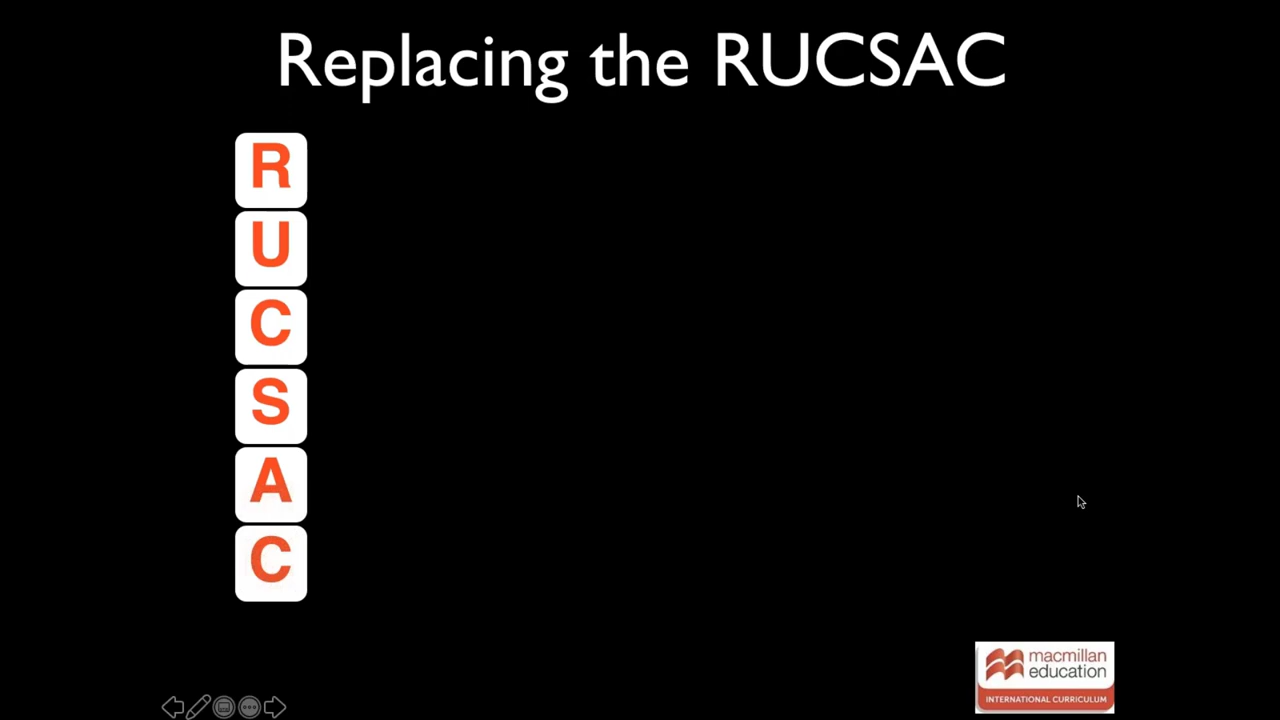 Replacing the RUCSAC
R
U
C
S
A
C
macmillan
education
INTERNATIONAL CURRICULUM